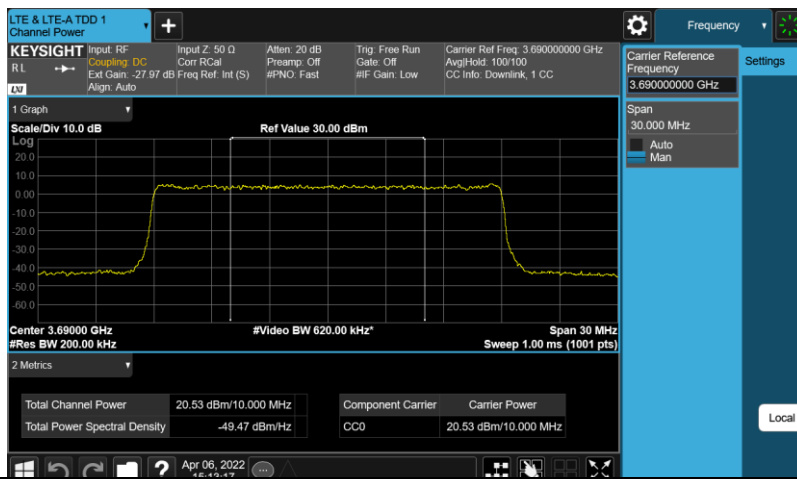 LTE & LTE-A TDD 1
Channel Power
Frequency
KEYSIGHT
RL
LXI
Input: RF
Coupling: DC
Ext Gain: -27.97 dB
Align: Auto
Input Z: 50 Ω
Corr RCal
Freq Ref: Int (S)
Atten: 20 dB
Preamp: Off
#PNO: Fast
Trig: Free Run
Gate: Off
#IF Gain: Low
Carrier Ref Freq: 3.690000000 GHz
Avg|Hold: 100/100
CC Info: Downlink, 1 CC
Carrier Reference
Frequency
3.690000000 GHz
Settings
Span
30.000 MHz
Auto
Man
1 Graph
Scale/Div 10.0 dB
Ref Value 30.00 dBm
Log
20.0
10.0
0.00
-10.0
-20.0
-30.0
-40.0
-50.0
-60.0
Center 3.69000 GHz
#Video BW 620.00 kHz*
Span 30 MHz
#Res BW 200.00 kHz
Sweep 1.00 ms (1001 pts)
2 Metrics
Total Channel Power 20.53 dBm/10.000 MHz
Total Power Spectral Density -49.47 dBm/Hz
Component Carrier Carrier Power
CC0 20.53 dBm/10.000 MHz
Local
?
Apr 06, 2022